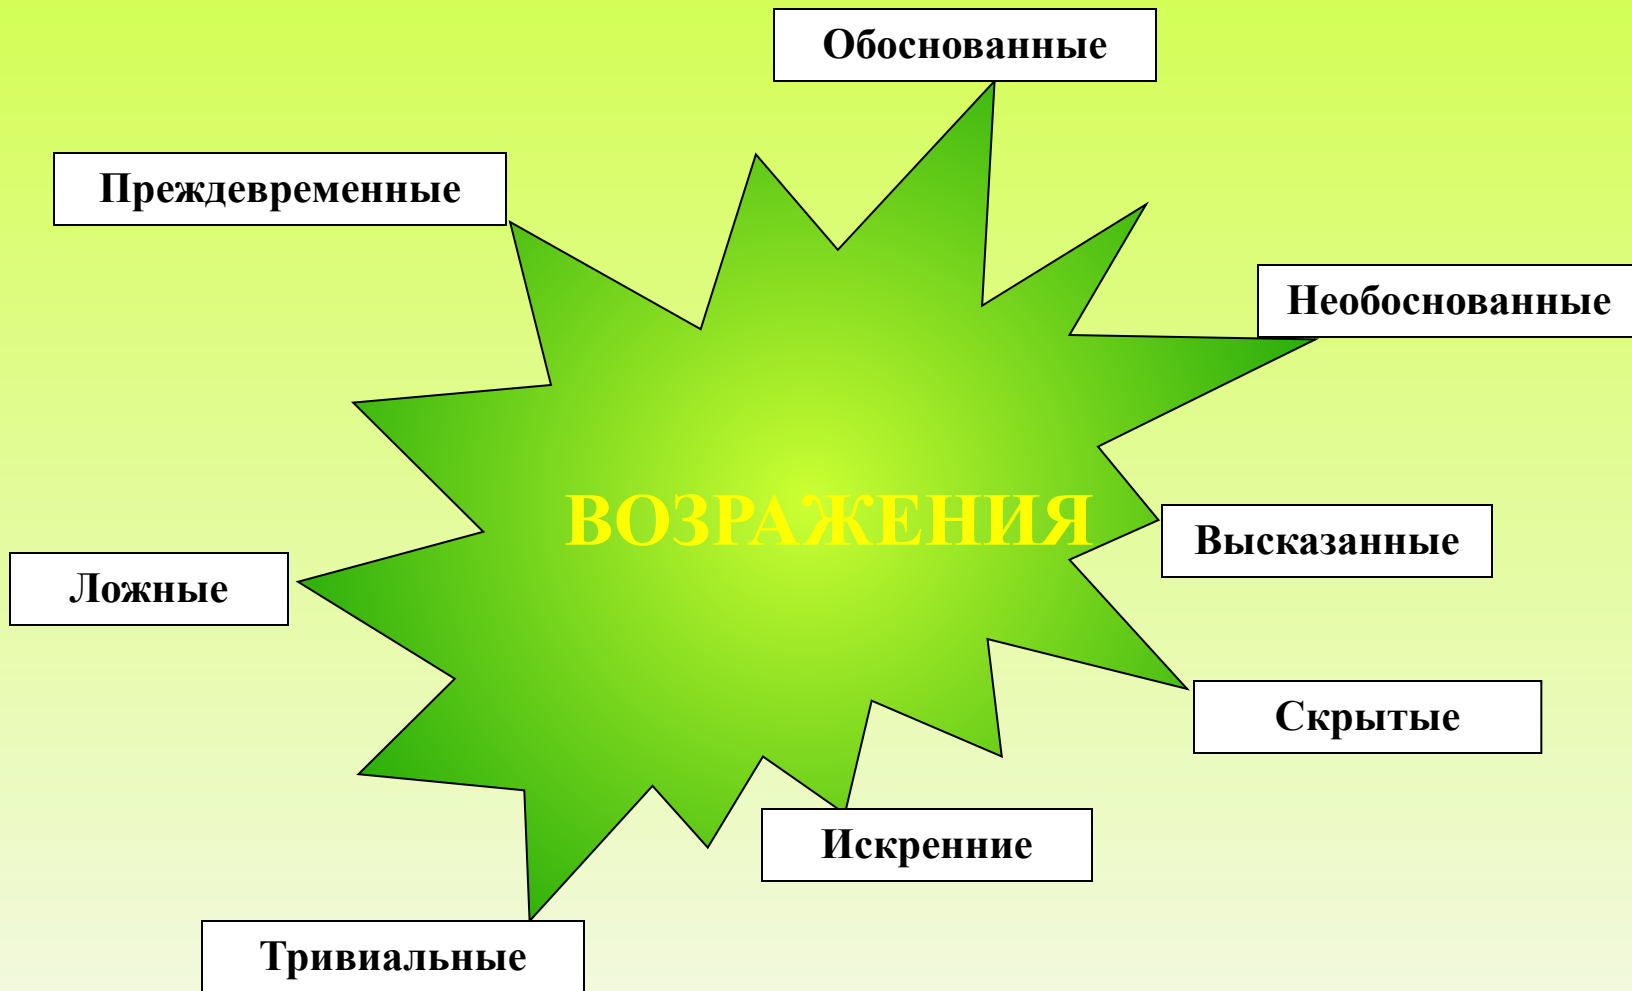 Обоснованные
Преждевременные
Необоснованные
ВОЗРАЖЕНИЯ
Высказанные
Ложные
Скрытые
Искренние
Тривиальные